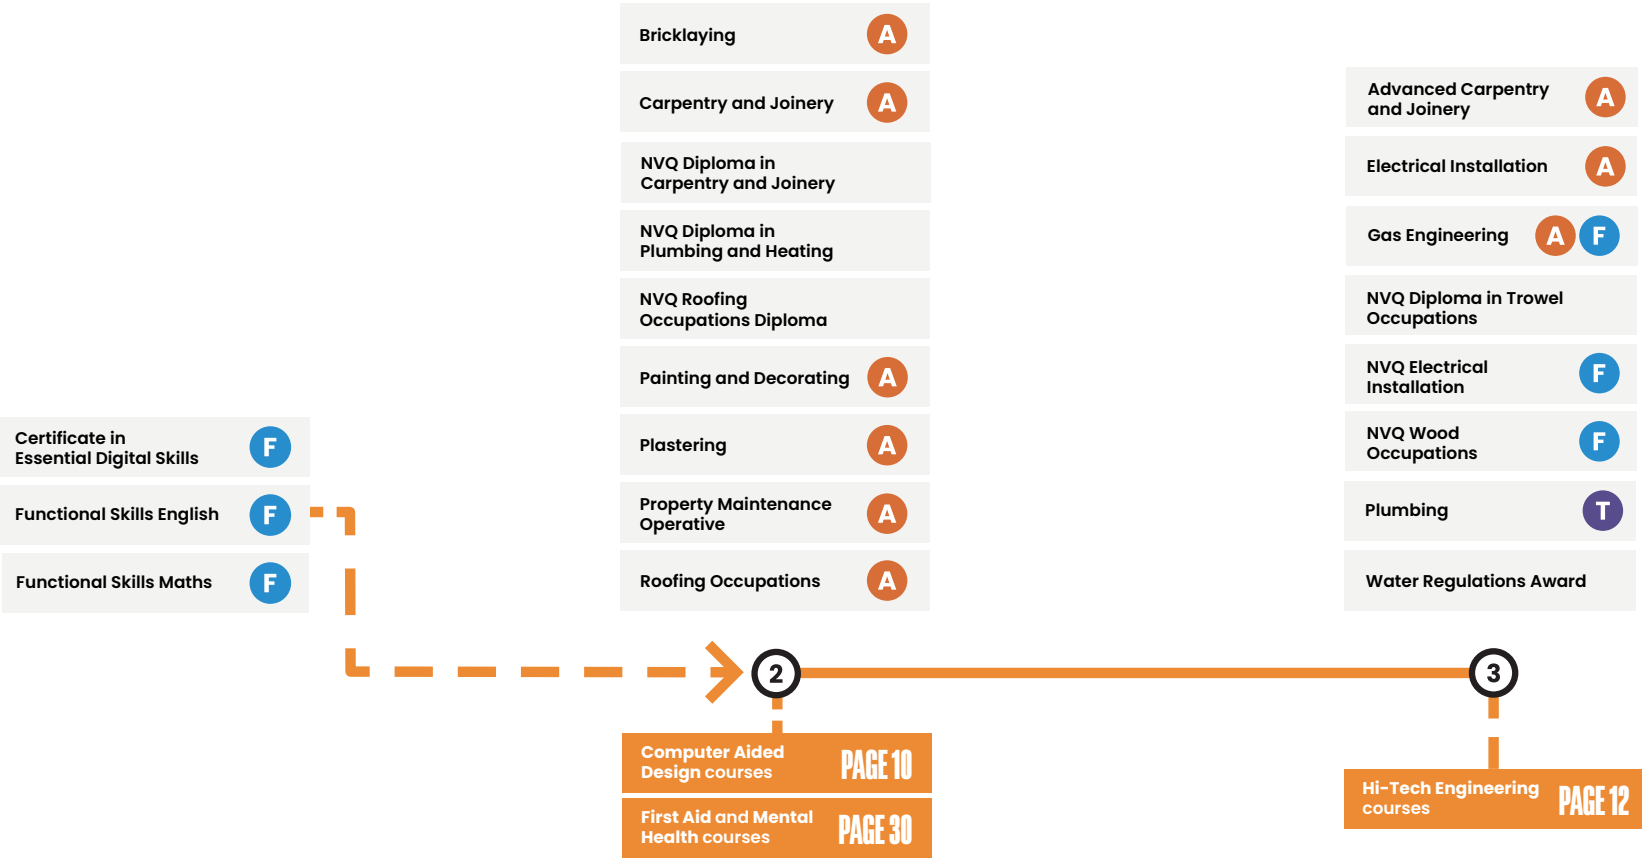 Certificate in
Essential Digital Skills
F
Functional Skills English
F
Functional Skills Maths
F
Bricklaying
A
Carpentry and Joinery
A
NVQ Diploma in
Carpentry and Joinery
NVQ Diploma in
Plumbing and Heating
NVQ Roofing
Occupations Diploma
Painting and Decorating
A
Plastering
A
Property Maintenance
Operative
A
Roofing Occupations
A
2
Computer Aided
Design courses
PAGE 10
First Aid and Mental
Health courses
PAGE 30
Advanced Carpentry
and Joinery
A
Electrical Installation
A
Gas Engineering
A F
NVQ Diploma in Trowel
Occupations
NVQ Electrical
Installation
F
NVQ Wood
Occupations
F
Plumbing
T
Water Regulations Award
3
Hi-Tech Engineering
courses
PAGE 12